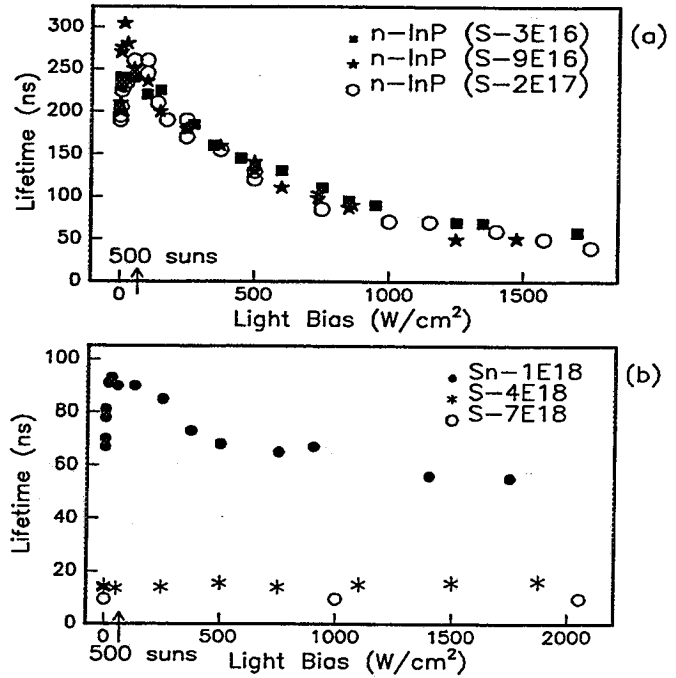 300
250
200
150
100
50
0
Lifetime (ns)
n-InP (S-3E16)
n-InP (S-9E16)
n-InP (S-2E17)
(a)
500 suns
0 500 1000 1500
Light Bias (W/cm²)
100
80
60
40
20
0
Lifetime (ns)
Sn-1E18
S-4E18
S-7E18
(b)
0 500 1000 1500 2000
500 suns
Light Bias (W/cm²)